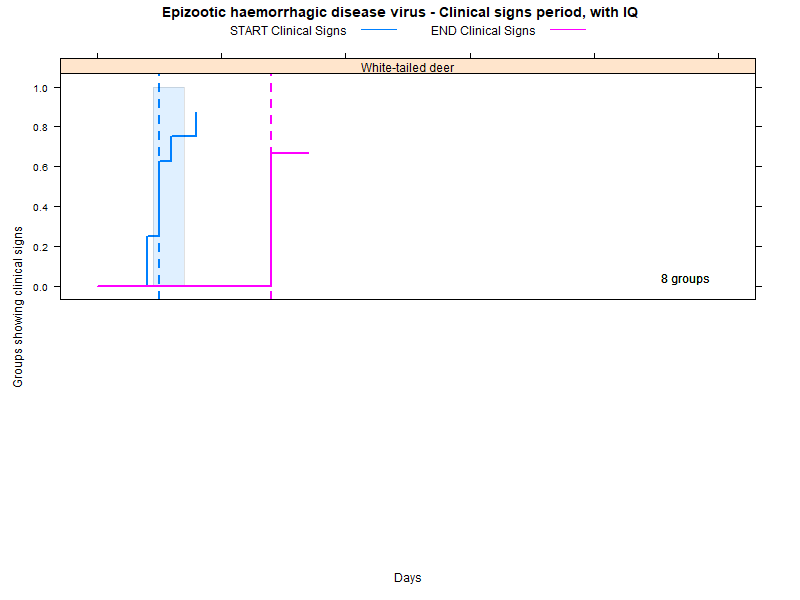 Epizootic haemorrhagic disease virus - Clinical signs period, with IQ
START Clinical Signs END Clinical Signs
White-tailed deer
1.0
0.8
0.6
0.4
0.2
0.0
8 groups
Groups showing clinical signs
Days